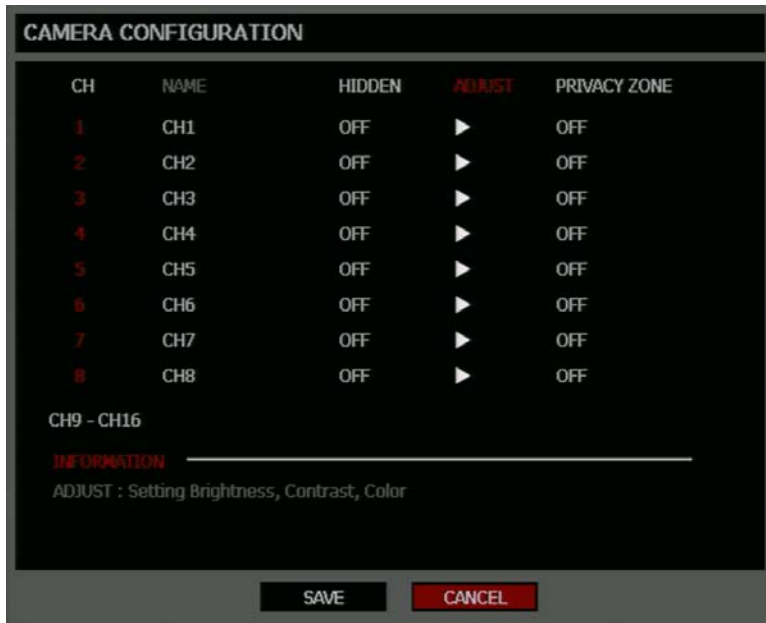 CAMERA CONFIGURATION
CH NAME HIDDEN ADJUST PRIVACY ZONE
1 CH1 OFF ▶ OFF
2 CH2 OFF ▶ OFF
3 CH3 OFF ▶ OFF
4 CH4 OFF ▶ OFF
5 CH5 OFF ▶ OFF
6 CH6 OFF ▶ OFF
7 CH7 OFF ▶ OFF
8 CH8 OFF ▶ OFF
CH9 - CH16
INFORMATION
ADJUST : Setting Brightness, Contrast, Color
SAVE CANCEL